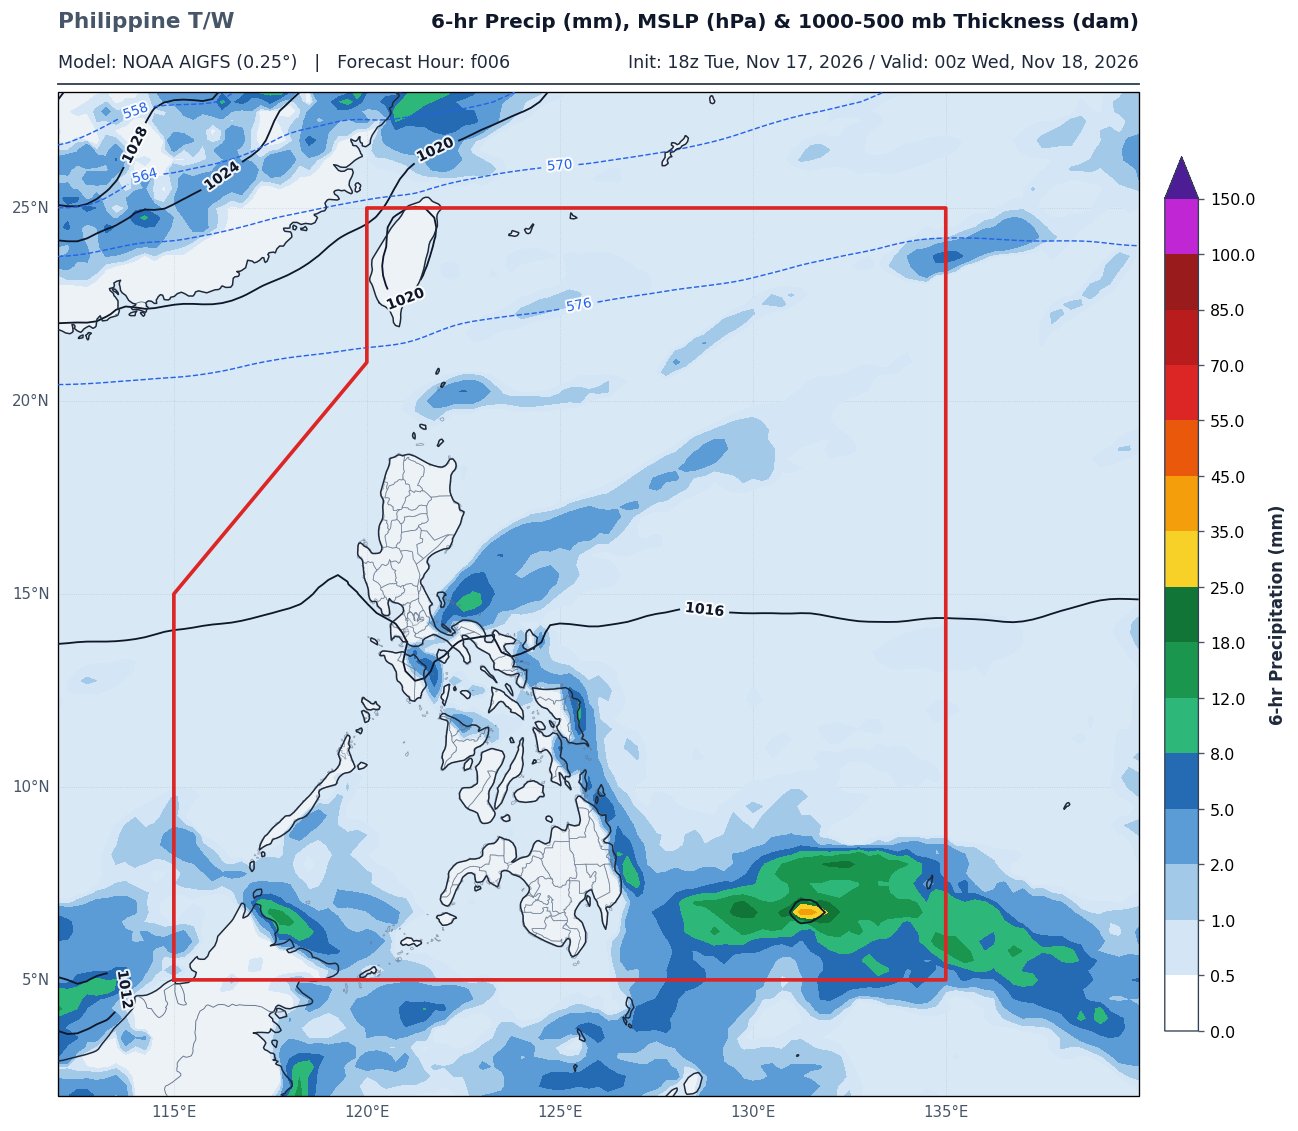 Philippine T/W
6-hr Precip (mm), MSLP (hPa) & 1000-500 mb Thickness (dam)
Model: NOAA AIGFS (0.25°) | Forecast Hour: f006
Init: 18z Tue, Nov 17, 2026 / Valid: 00z Wed, Nov 18, 2026
558
1028
564
1024
1020
570
25°N
1020
576
20°N
15°N
1016
10°N
5°N
1012
115°E
120°E
125°E
130°E
135°E
150.0
100.0
85.0
70.0
55.0
45.0
35.0
25.0
18.0
12.0
8.0
5.0
2.0
1.0
0.5
0.0
6-hr Precipitation (mm)